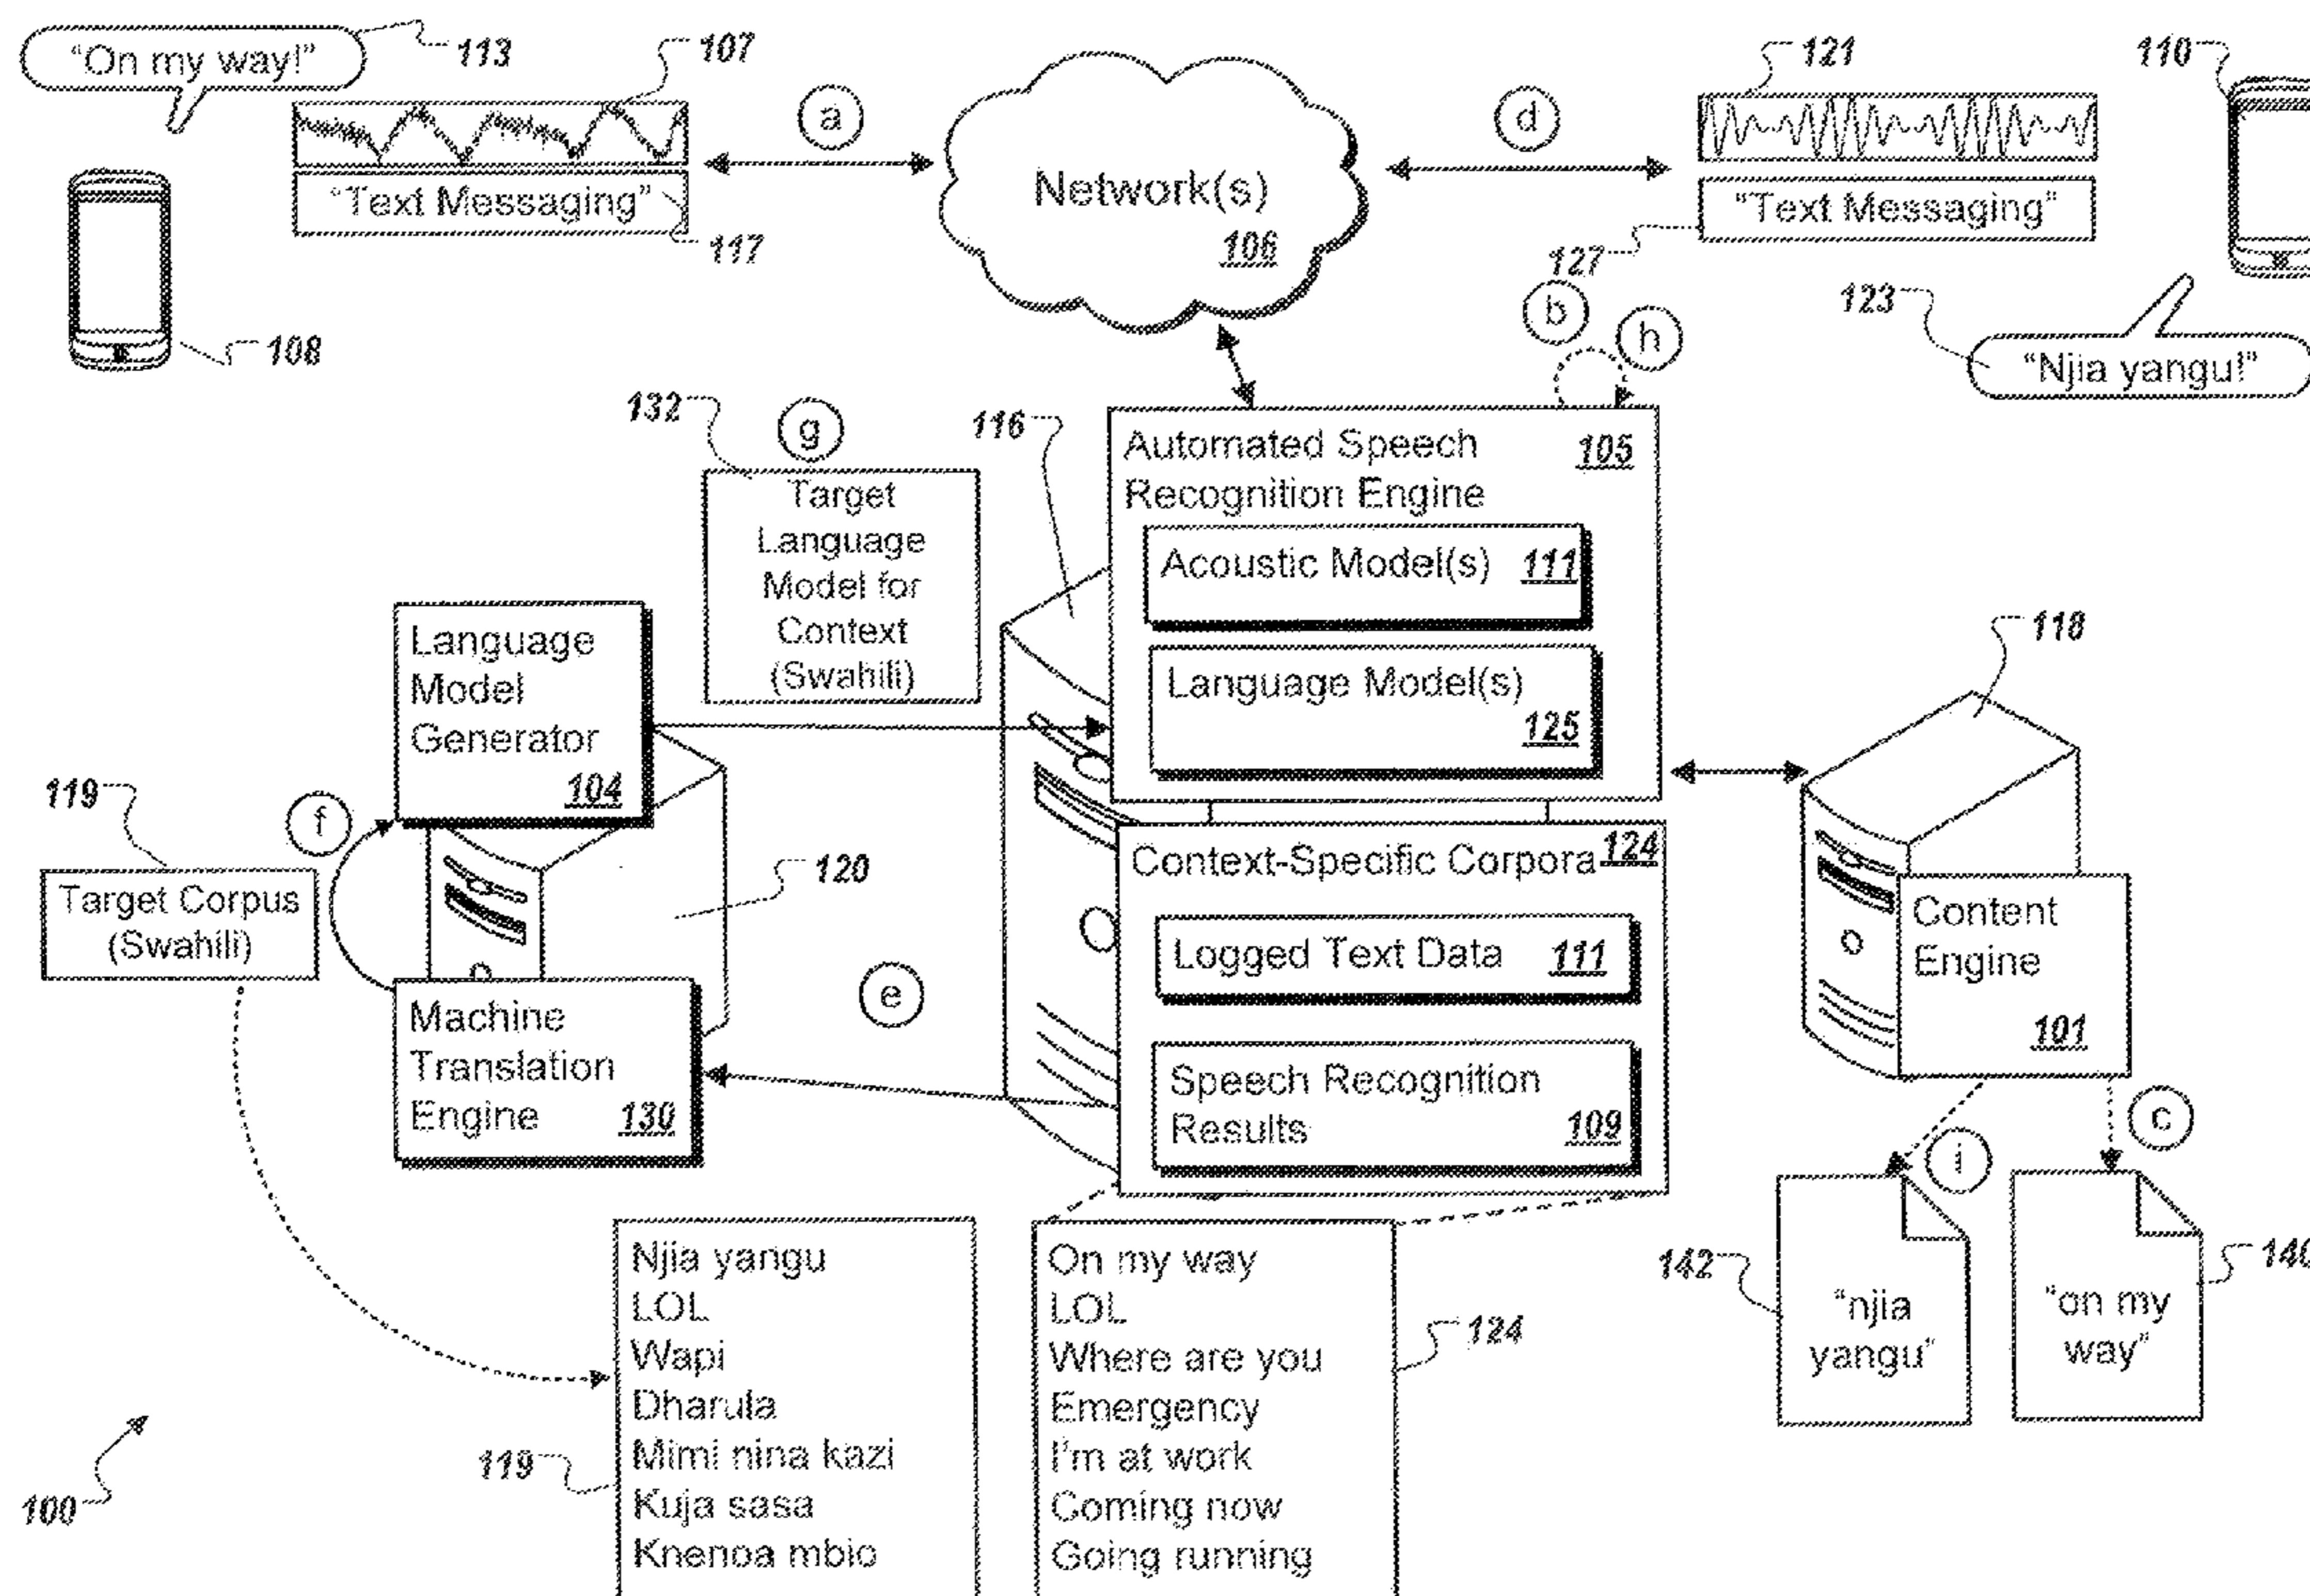 "On my way!"
113
107
"Text Messaging"
117
108
a
Network(s)
106
d
121
"Text Messaging"
127
110
123
"Njia yangu!"
b
h
132
g
Target
Language
Model for
Context
(Swahili)
116
Automated Speech
Recognition Engine
105
Acoustic Model(s) 111
Language Model(s)
125
118
Language
Model
Generator
104
119
f
Target Corpus
(Swahili)
120
Machine
Translation
Engine 130
e
Context-Specific Corpora 124
Logged Text Data 111
Speech Recognition
Results 109
Content
Engine
101
i
c
Njia yangu
LOL
Wapi
Dharula
Mimi nina kazi
Kuja sasa
Knenoa mbio
119
On my way
LOL
Where are you
Emergency
I'm at work
Coming now
Going running
124
142
"njia
yangu"
"on my
way"
140
100